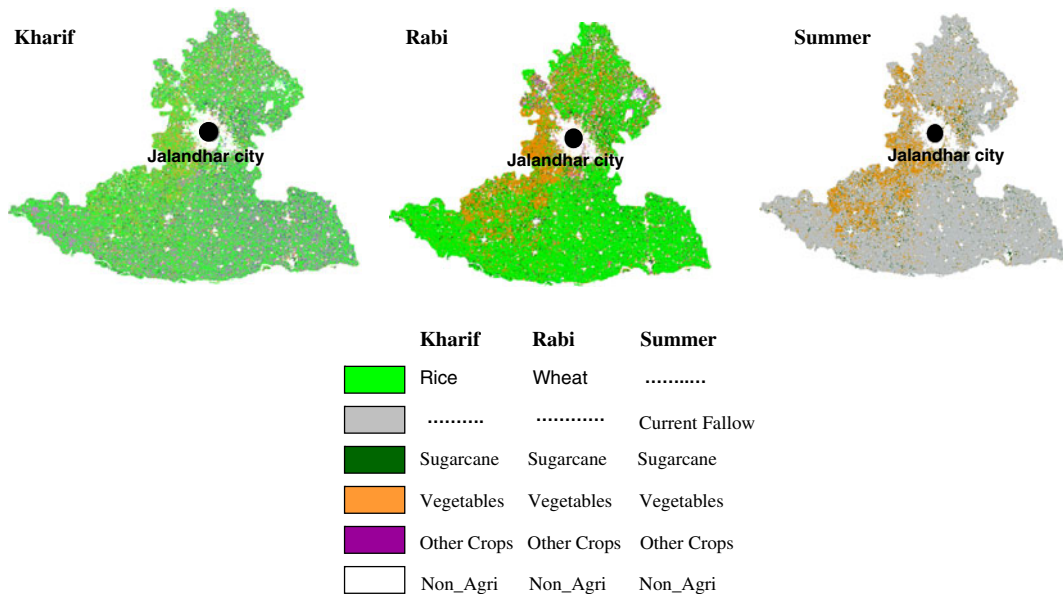 Kharif Rabi Summer
Jalandhar city Jalandhar city Jalandhar city
Kharif Rabi Summer
Rice Wheat ...........
.......... ............ Current Fallow
Sugarcane Sugarcane Sugarcane
Vegetables Vegetables Vegetables
Other Crops Other Crops Other Crops
Non_Agri Non_Agri Non_Agri